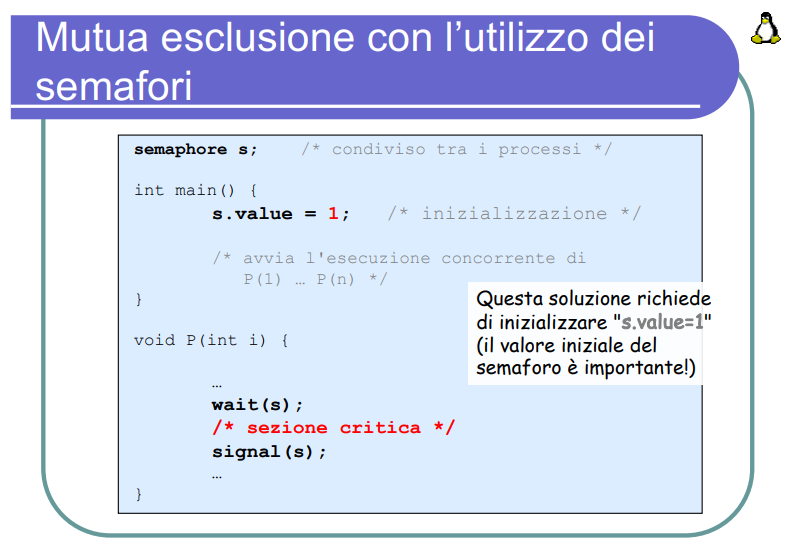 Mutua esclusione con l’utilizzo dei
semafori
semaphore s; /* condiviso tra i processi */
int main() {
s.value = 1; /* inizializzazione */
/* avvia l'esecuzione concorrente di
P(1) … P(n) */
}
Questa soluzione richiede
di inizializzare "s.value=1"
(il valore iniziale del
semaforo è importante!)
void P(int i) {
…
wait(s);
/* sezione critica */
signal(s);
…
}